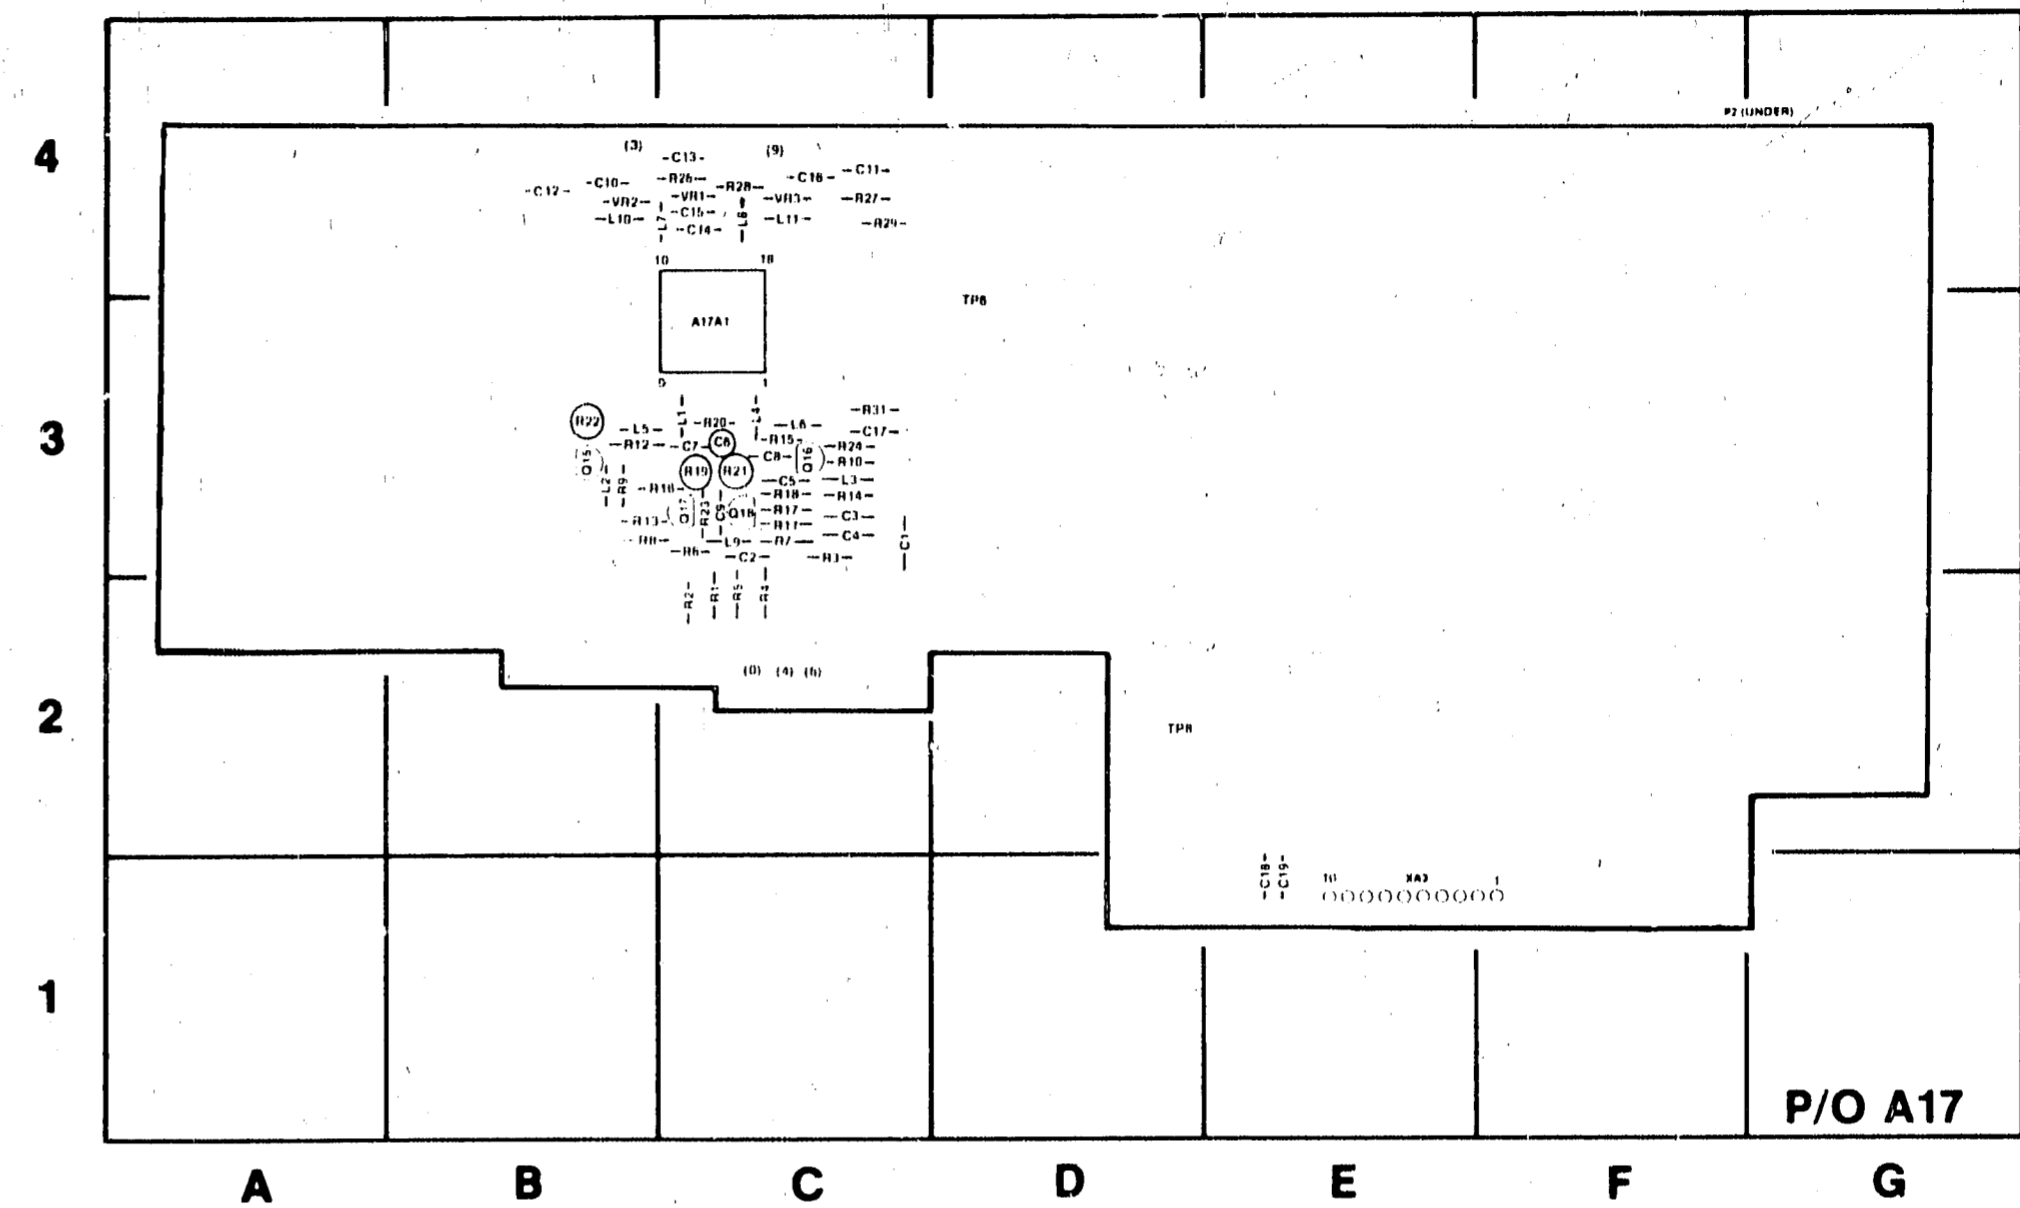 P2 (UNDER)
4
(3)
-C13-
(9)
-C12-
-C10-
-R26-
-C16-
-C11-
-VR2-
-VR1-
-R28-
-VR3-
-R27-
-L10-
-L7-
-C15-
-L8-
-L11-
-R29-
-C14-
10
18
TP6
A17A1
9
1
3
R22
-L5-
-L1-
-R20-
-L4-
-L6-
-R31-
-C17-
-R12-
-C7-
C6
-R15-
-R24-
Q15
-C8-
Q16
-R10-
-L2-
-R9-
R19
R21
-C5-
-L3-
-R16-
-R18-
-R14-
Q17
-R23-
-C9-
Q18
-R17-
-C3-
-R13-
-R11-
-R8-
-L9-
-R7-
-C4-
-C1-
-R6-
-C2-
-R3-
-R2-
-R1-
-R5-
-R4-
(0) (4) (6)
2
TP8
-C18-
-C19-
10
XA3
1
1
P/O A17
A B C D E F G